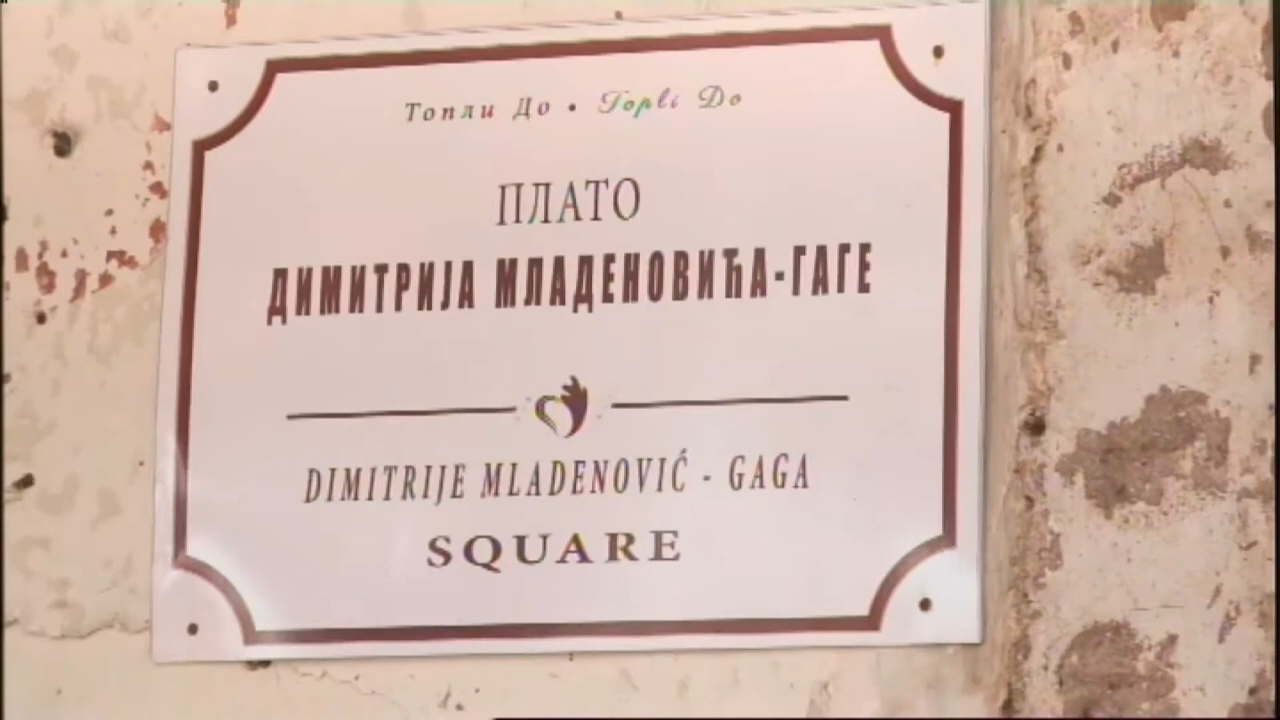 Топли До • Topli Do
ПЛАТО
ДИМИТРИЈА МЛАДЕНОВИЋА-ГАГЕ
DIMITRIJE MLADENOVIĆ - GAGA
SQUARE